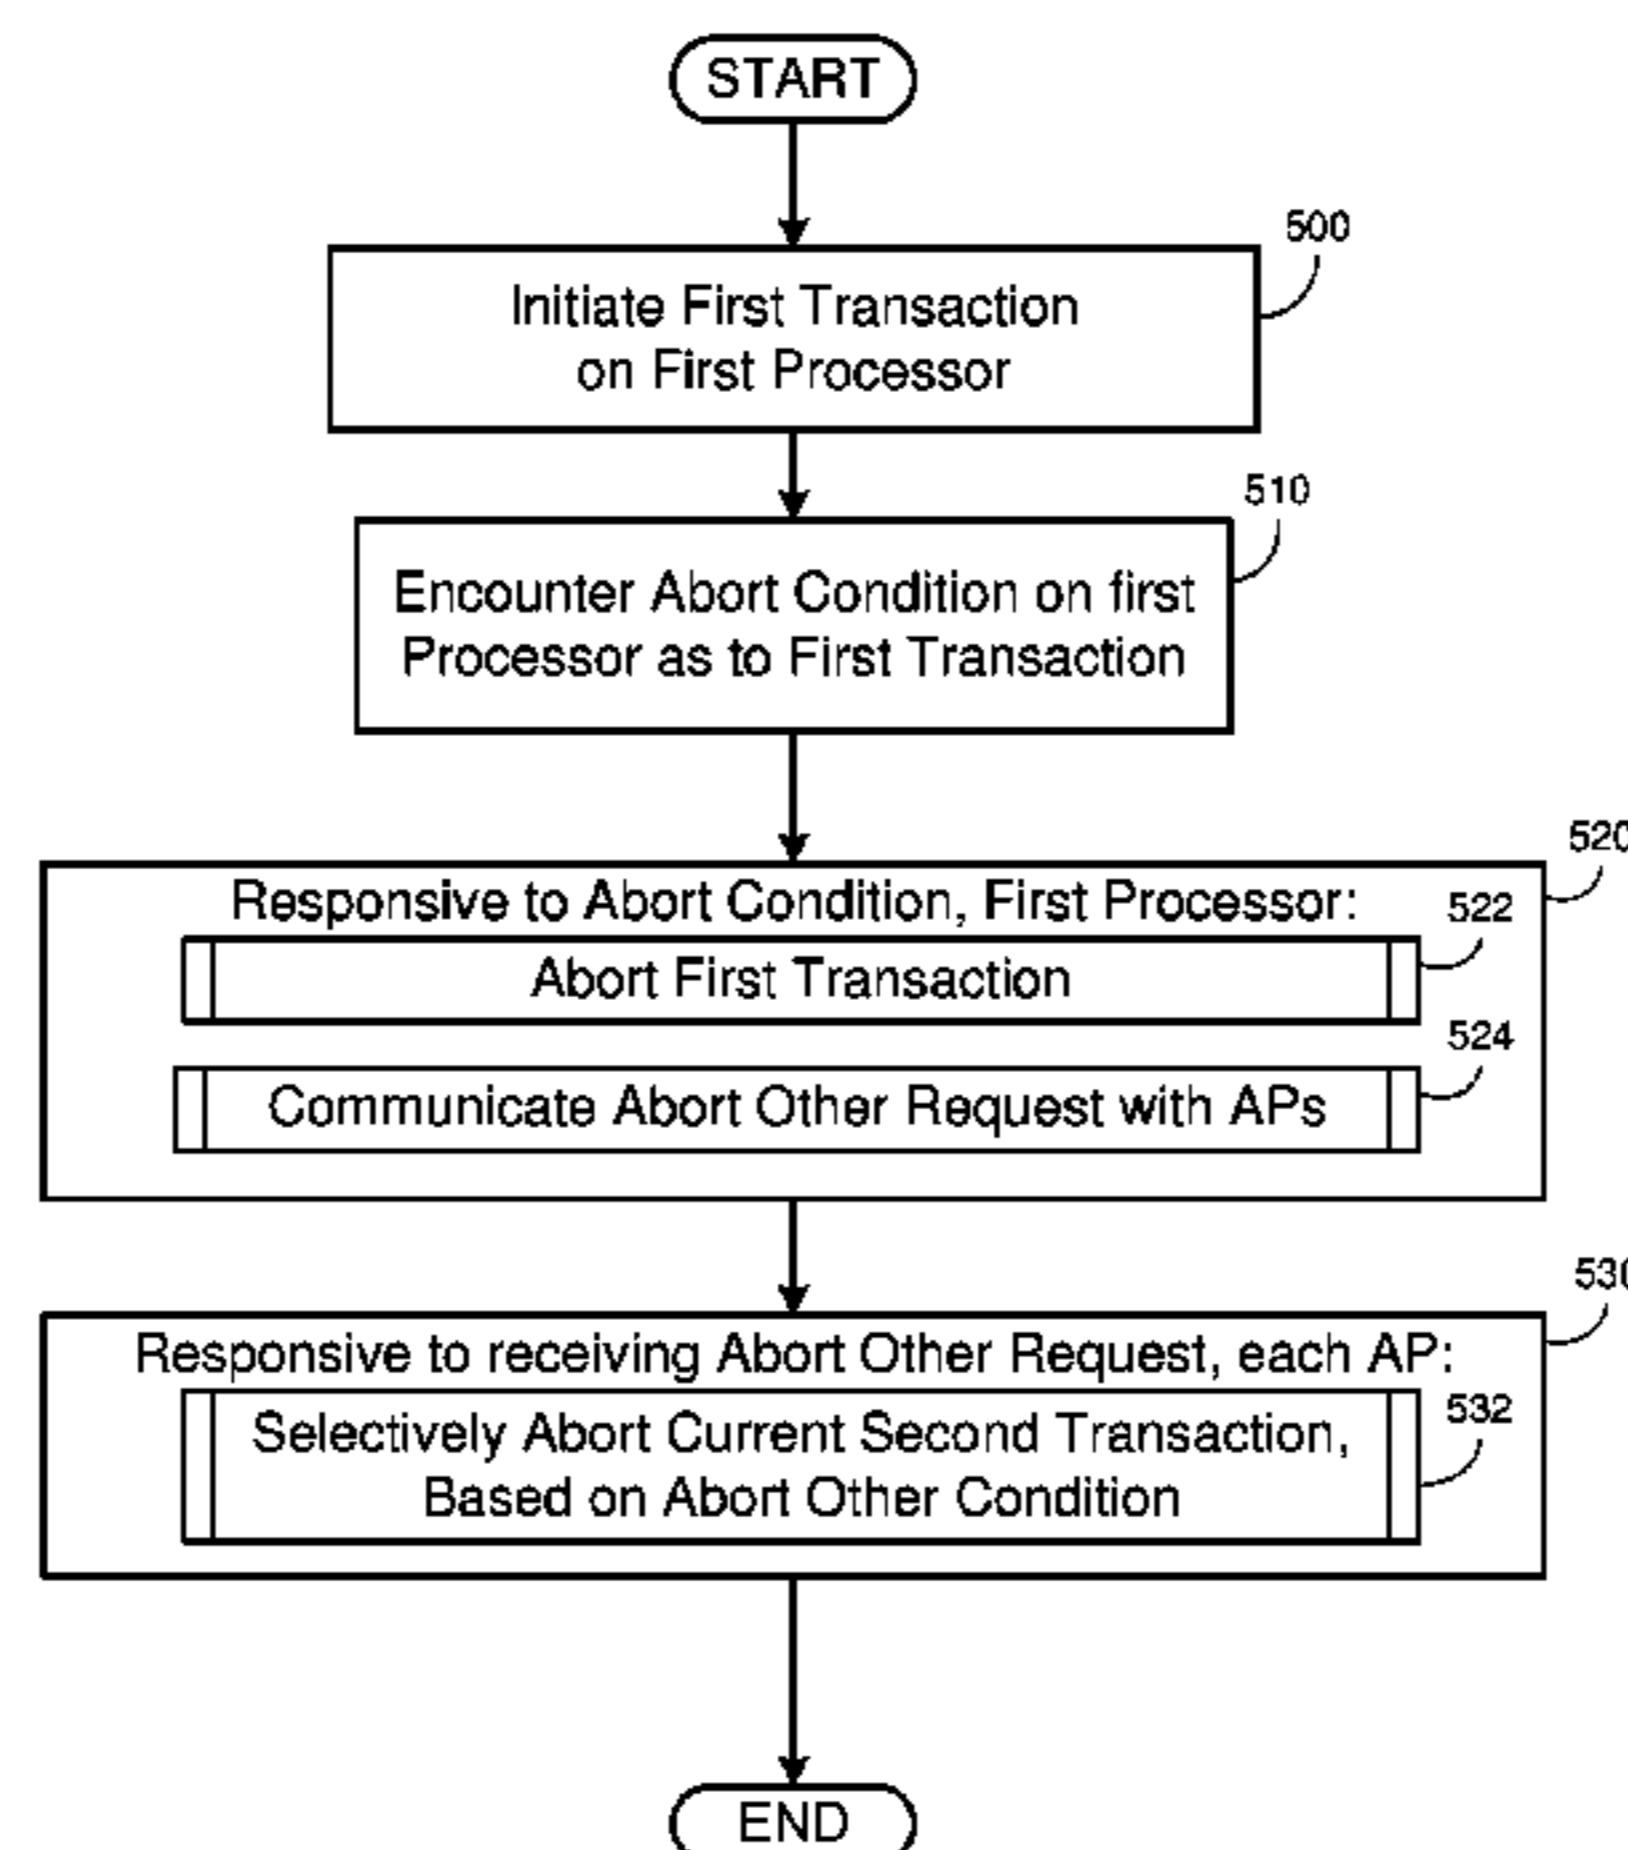 START
500
Initiate First Transaction
on First Processor
510
Encounter Abort Condition on first
Processor as to First Transaction
520
Responsive to Abort Condition, First Processor:
522
Abort First Transaction
524
Communicate Abort Other Request with APs
530
Responsive to receiving Abort Other Request, each AP:
532
Selectively Abort Current Second Transaction,
Based on Abort Other Condition
END